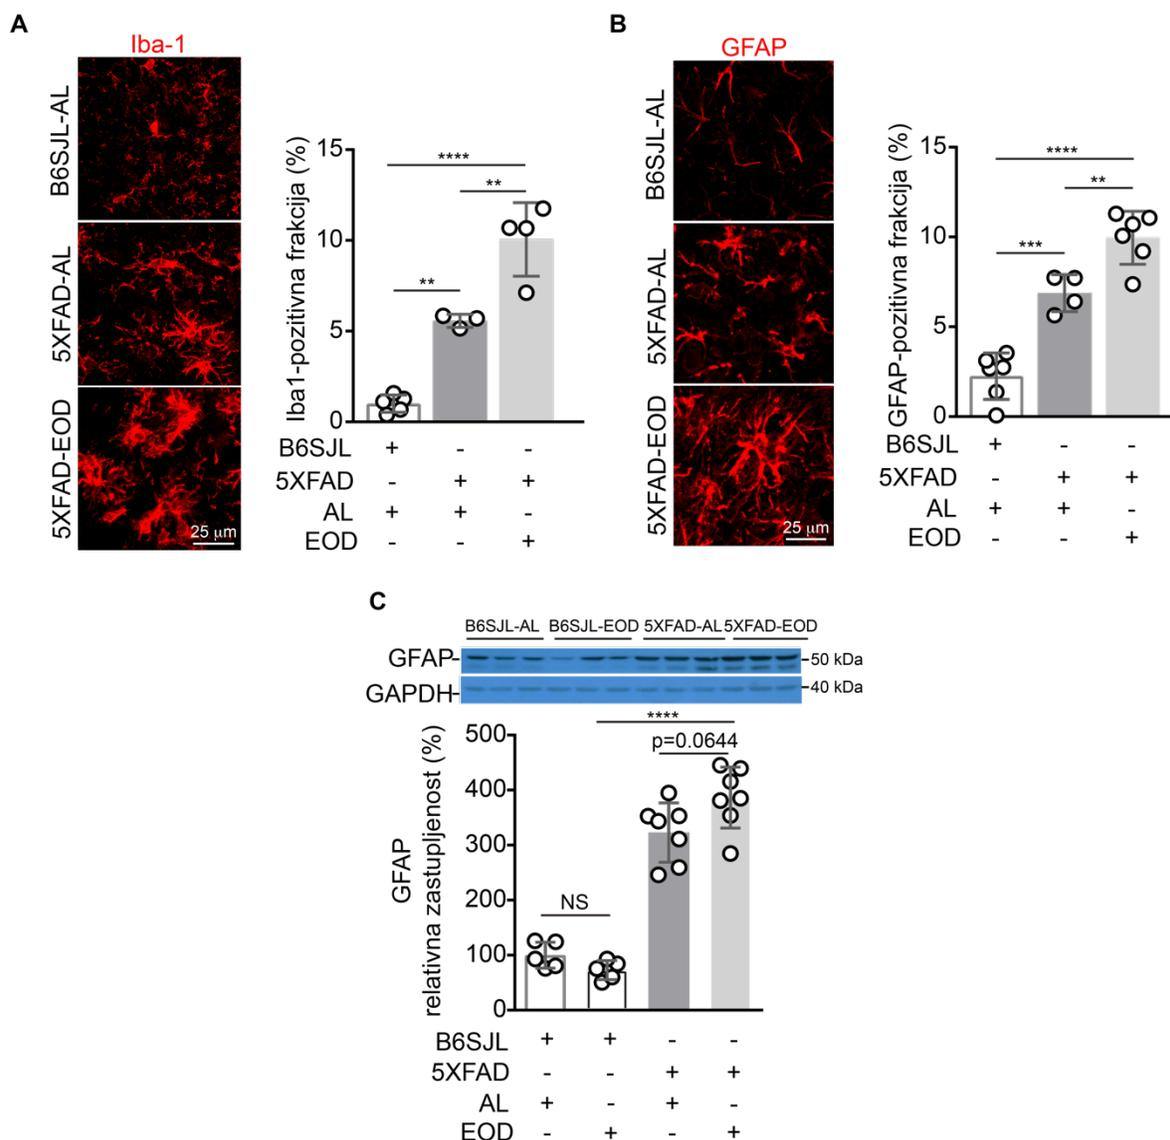 A
Iba-1
B6SJL-AL
5XFAD-AL
5XFAD-EOD
25 µm
Iba1-pozitivna frakcija (%)
15
10
5
0
****
**
**
B6SJL + - -
5XFAD - + +
AL + + -
EOD - - +
B
GFAP
B6SJL-AL
5XFAD-AL
5XFAD-EOD
25 µm
GFAP-pozitivna frakcija (%)
15
10
5
0
****
**
***
B6SJL + - -
5XFAD - + +
AL + + -
EOD - - +
C
B6SJL-AL B6SJL-EOD 5XFAD-AL 5XFAD-EOD
GFAP- -50 kDa
GAPDH- -40 kDa
GFAP
relativna zastupljenost (%)
500
400
300
200
100
0
****
p=0.0644
NS
B6SJL + + - -
5XFAD - - + +
AL + - + -
EOD - + - +